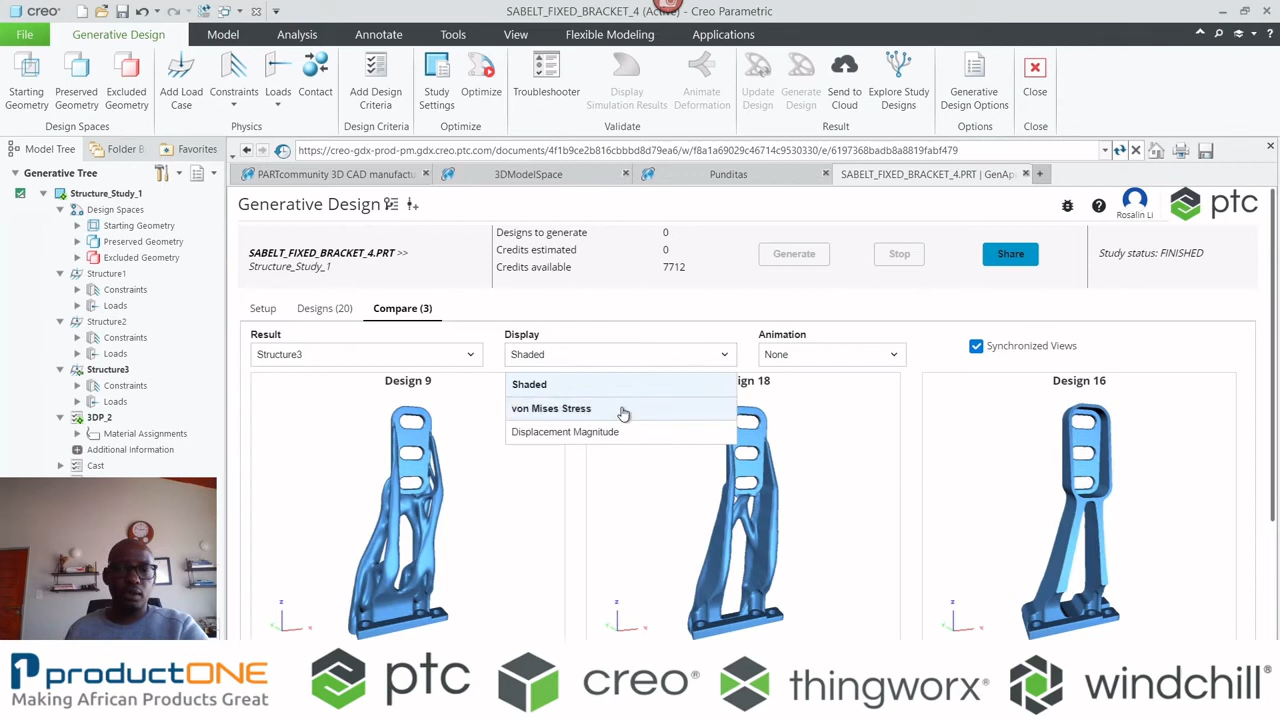 creo
SABELT_FIXED_BRACKET_4 (Active) - Creo Parametric
File
Generative Design
Model
Analysis
Annotate
Tools
View
Flexible Modeling
Applications
Starting Geometry
Preserved Geometry
Excluded Geometry
Add Load Case
Constraints
Loads
Contact
Add Design Criteria
Study Settings
Optimize
Troubleshooter
Display Simulation Results
Animate Deformation
Update Design
Generate Design
Send to Cloud
Explore Study Designs
Generative Design Options
Close
Design Spaces
Physics
Design Criteria
Optimize
Validate
Result
Options
Close
Model Tree
Folder B
Favorites
https://creo-gdx-prod-pm.gdx.creo.ptc.com/documents/4f1b9ce2b816cbbbd8d79ea6/w/f8a1a69029c46714c9530330/e/6197368badb8a8819fab479
Generative Tree
PARTcommunity 3D CAD manufactu
3DModelSpace
Punditas
SABELT_FIXED_BRACKET_4.PRT | GenAp
Structure_Study_1
Design Spaces
Starting Geometry
Preserved Geometry
Excluded Geometry
Structure1
Constraints
Loads
Structure2
Constraints
Loads
Structure3
Constraints
Loads
3DP_2
Material Assignments
Additional Information
Cast
Generative Design
Rosalin Li
ptc
SABELT_FIXED_BRACKET_4.PRT >>
Structure_Study_1
Designs to generate 0
Credits estimated 0
Credits available 7712
Generate
Stop
Share
Study status: FINISHED
Setup
Designs (20)
Compare (3)
Result
Display
Animation
Structure3
Shaded
None
Synchronized Views
Shaded
von Mises Stress
Displacement Magnitude
Design 9
ign 18
Design 16
z
x
z
x
z
x
productONE
Making African Products Great
ptc
creo®
thingworx®
windchill®